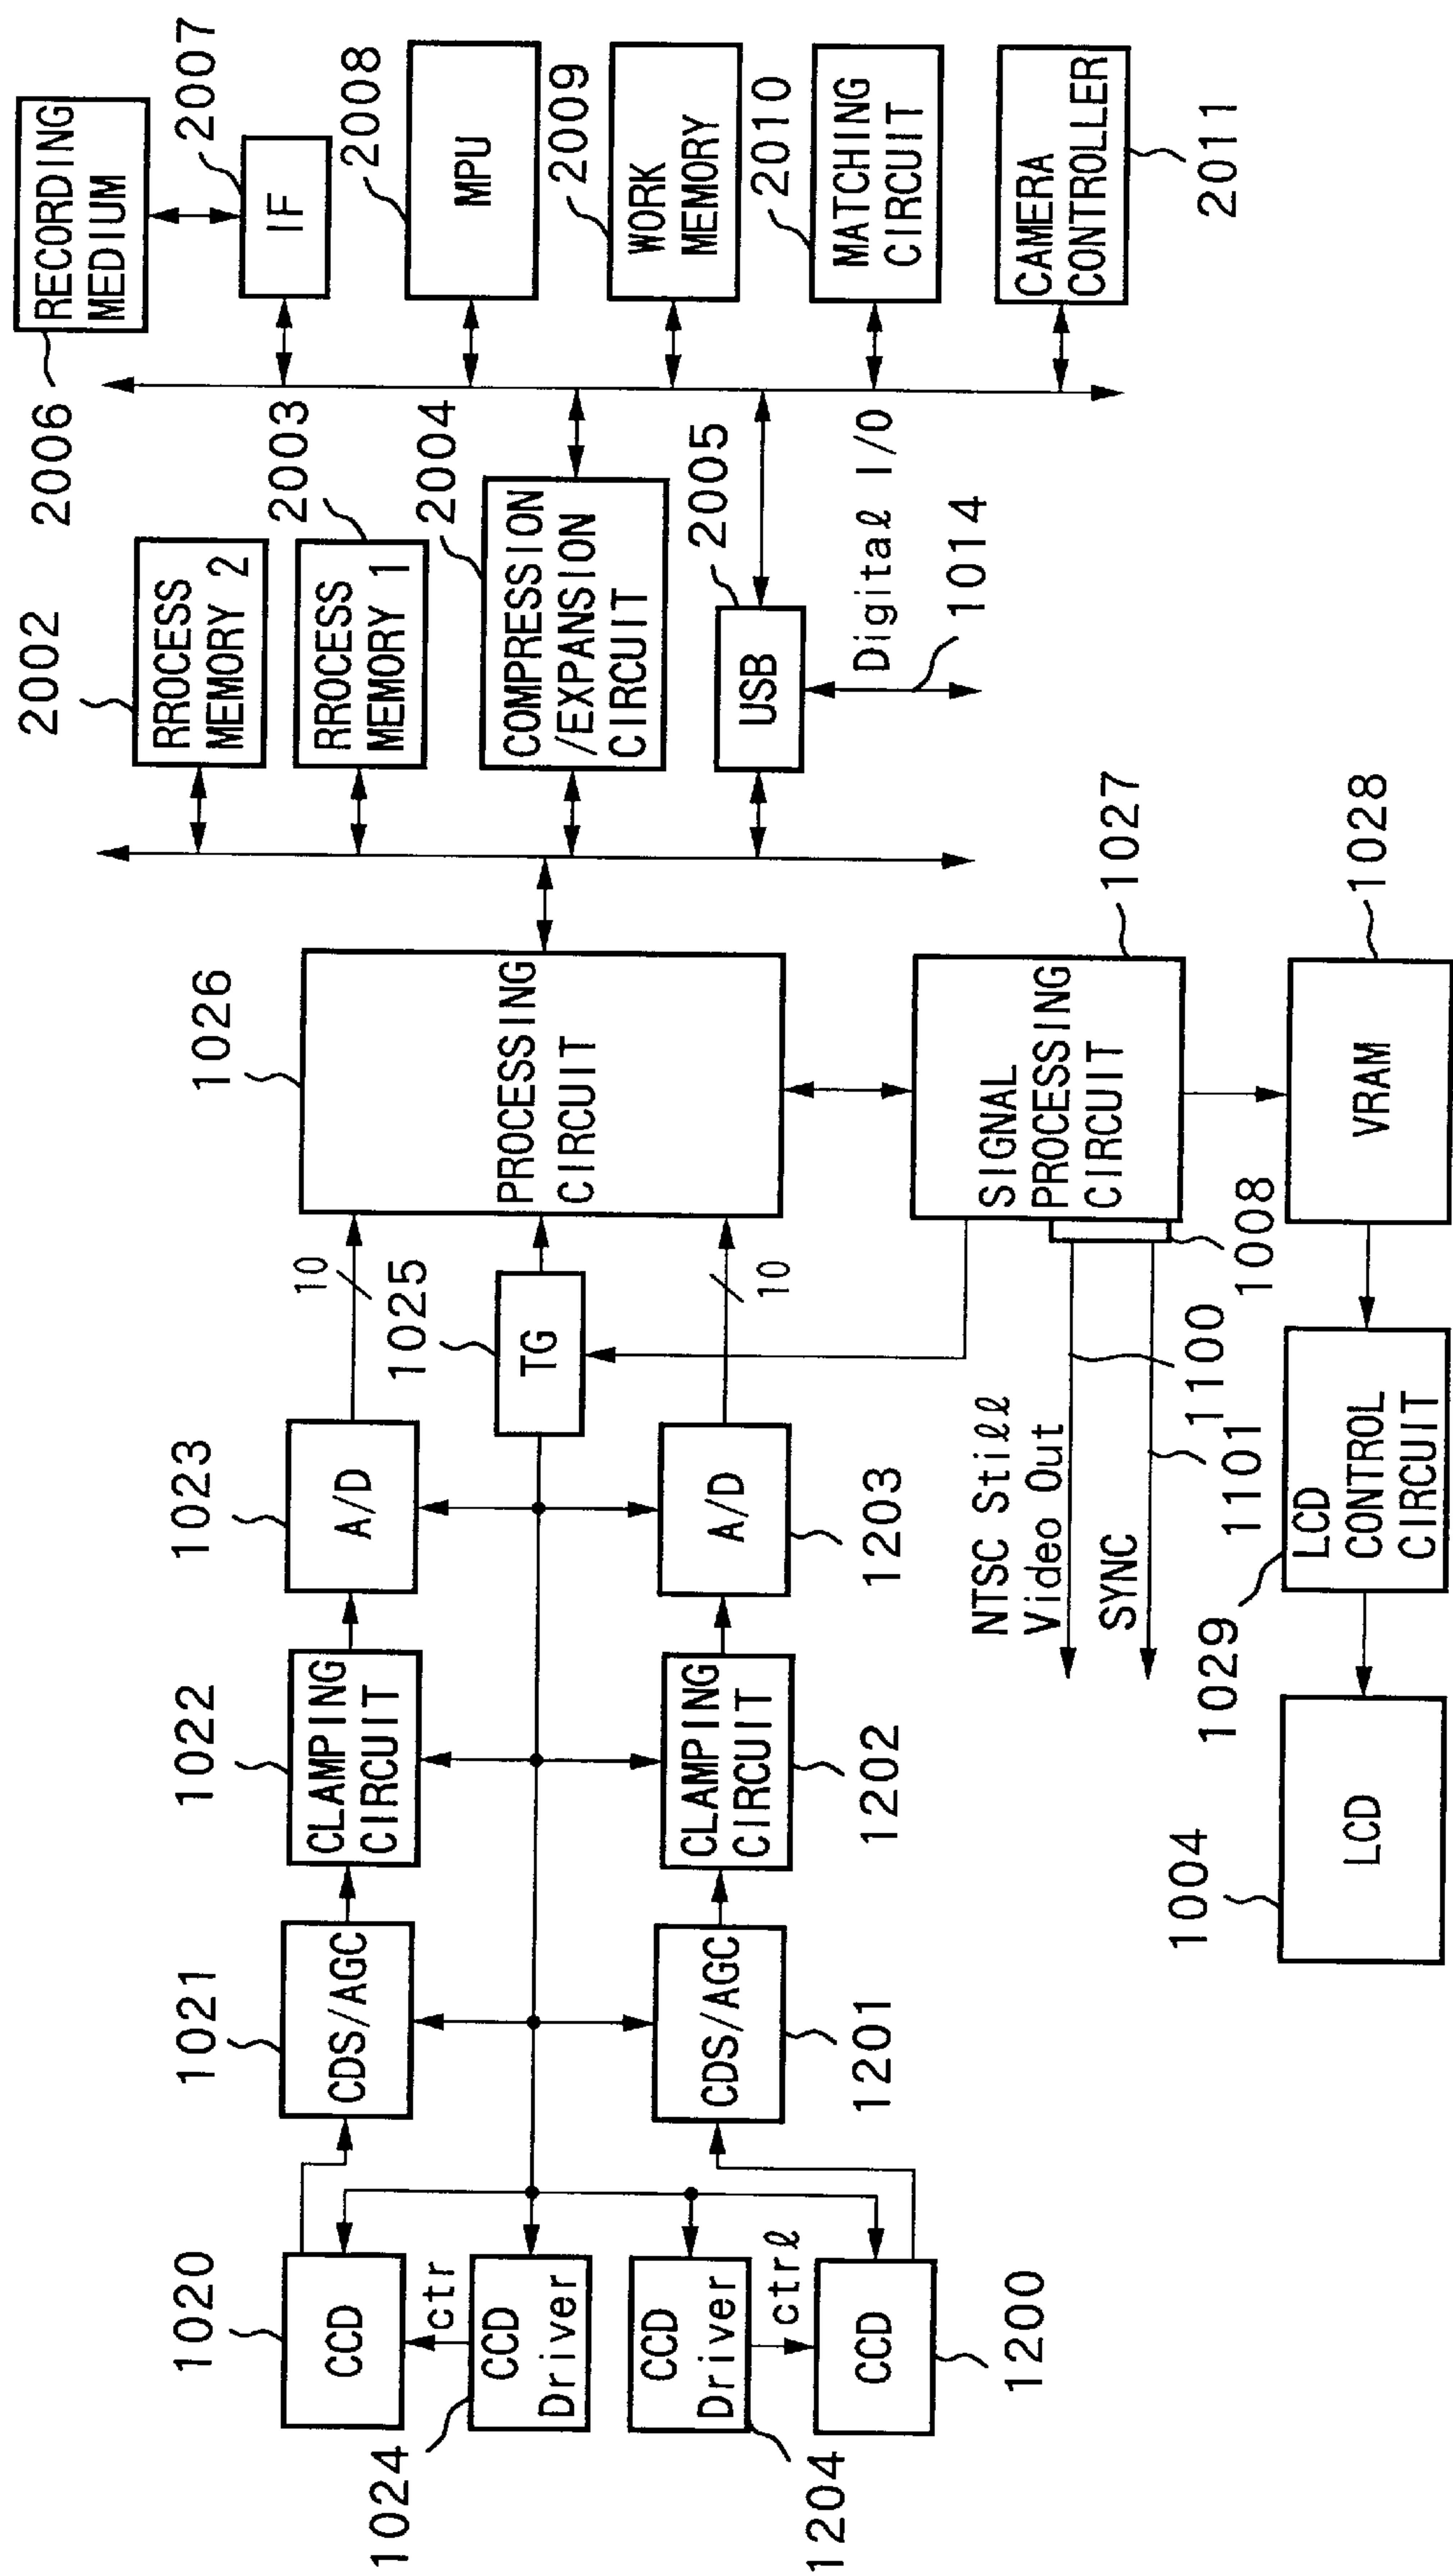 2006
RECORDING
MEDIUM
2007
IF
2008
MPU
2009
WORK
MEMORY
2010
MATCHING
CIRCUIT
CAMERA
CONTROLLER
2011
2002
RROCESS
MEMORY 2
2003
RROCESS
MEMORY 1
2004
COMPRESSION
/EXPANSION
CIRCUIT
2005
USB
Digital I/O
1014
1026
PROCESSING
CIRCUIT
SIGNAL
PROCESSING
CIRCUIT
1027
1008
VRAM
1028
10
1025
TG
10
1023
A/D
A/D
1203
NTSC Still
Video Out
1100
SYNC
1101
1029
LCD
CONTROL
CIRCUIT
1022
CLAMPING
CIRCUIT
CLAMPING
CIRCUIT
1202
1004
LCD
1021
CDS/AGC
CDS/AGC
1201
1020
CCD
ctr
1024
CCD
Driver
CCD
Driver
1204
ctrl
CCD
1200